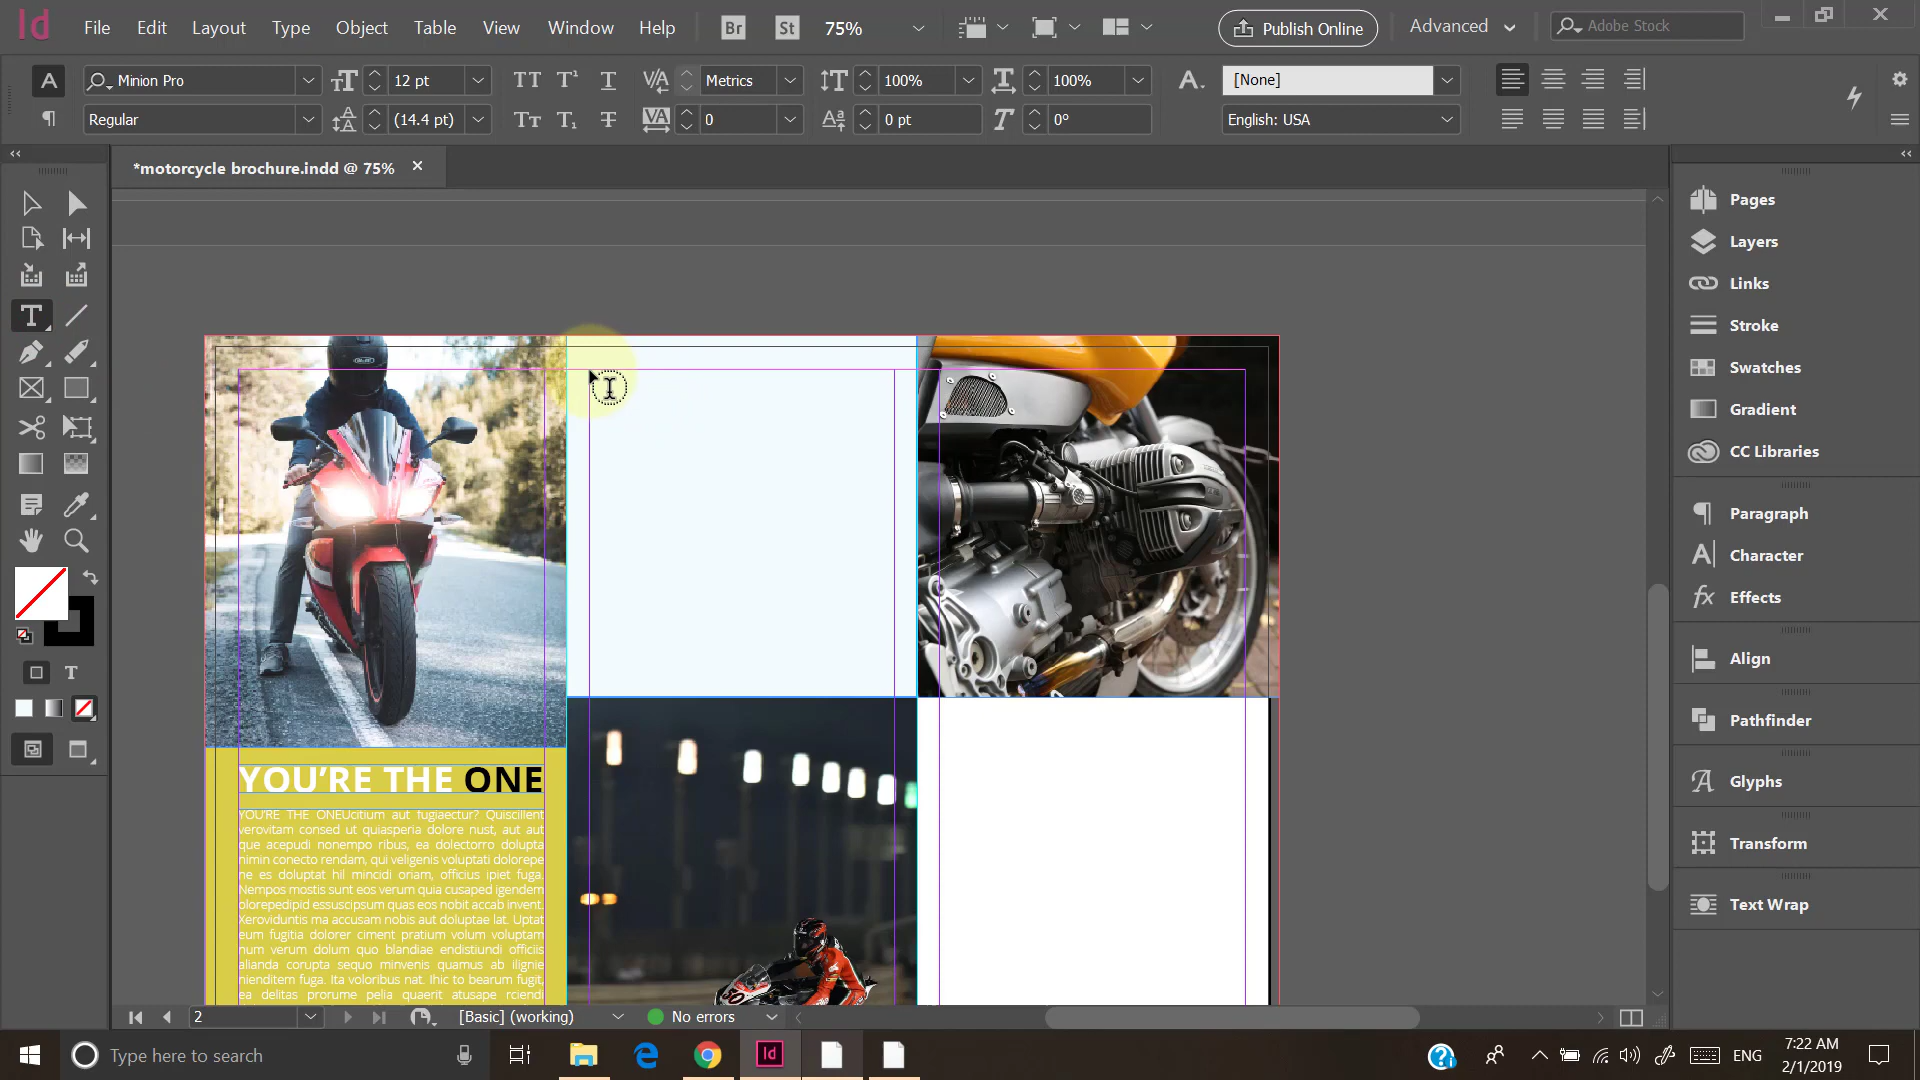 Id File Edit Layout Type Object Table View Window Help Br St 75% Publish Online Advanced Adobe Stock
A Minion Pro 12 pt Metrics 100% 100% [None]
Regular (14.4 pt) 0 0 pt 0° English: USA
*motorcycle brochure.indd @ 75%
Pages
Layers
Links
Stroke
Swatches
Gradient
CC Libraries
Paragraph
Character
Effects
Align
Pathfinder
Glyphs
Transform
Text Wrap
YOU'RE THE ONE
YOU'RE THE ONEUcitium aut fugiaectur? Quiscillent
verovitam consed ut quiasperia dolore nust, aut aut
que acepudi nonempo ribus, ea dolectorro dolupta
nimin conecto rendam, qui veligenis voluptati dolorepe
ne es doluptat hil mincidi oriam, officius ipiet fuga.
Nempos mostis sunt eos verum quia cusaped igendem
olorepedipid essuscipsum quas eos nobit accab invent.
Xeroviduntis ma accusam nobis aut doluptae lat. Uptat
eum fugitia dolorer ciment pratium volum voluptam
num verum dolum quo blandiae endistiundi officiis
alianda corupta sequo minvenis quamus ab ilignie
nienditem fuga. Ita voloribus nat. Ihic to bearum fugit,
ea delitas prorume pelia quaerit atusape rciendi
2 [Basic] (working) No errors
Type here to search ENG 7:22 AM
2/1/2019